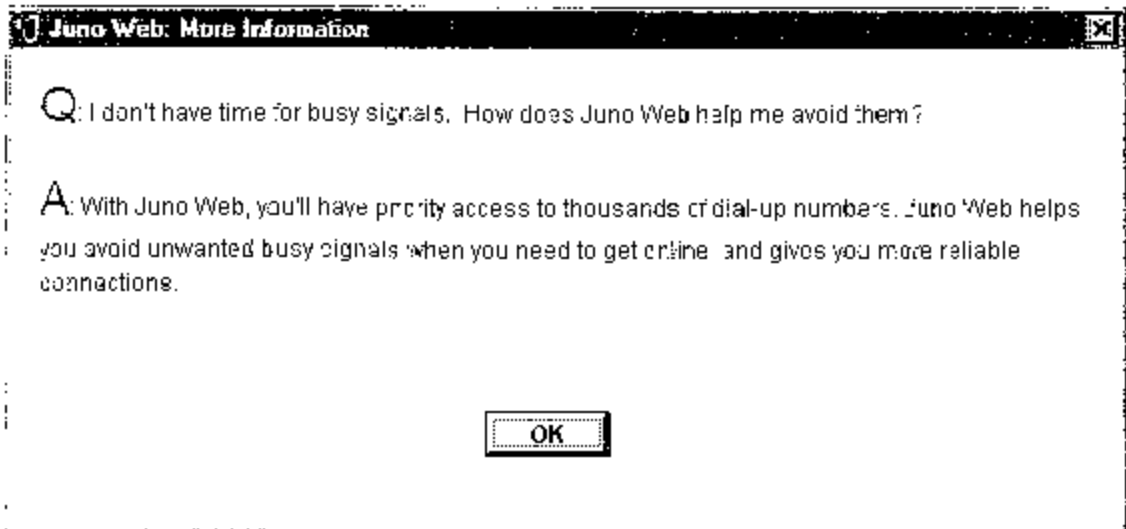 Juno Web: More Information
Q: I don't have time for busy signals. How does Juno Web help me avoid them?
A: With Juno Web, you'll have priority access to thousands of dial-up numbers. Juno Web helps
you avoid unwanted busy signals when you need to get online and gives you more reliable
connections.
OK